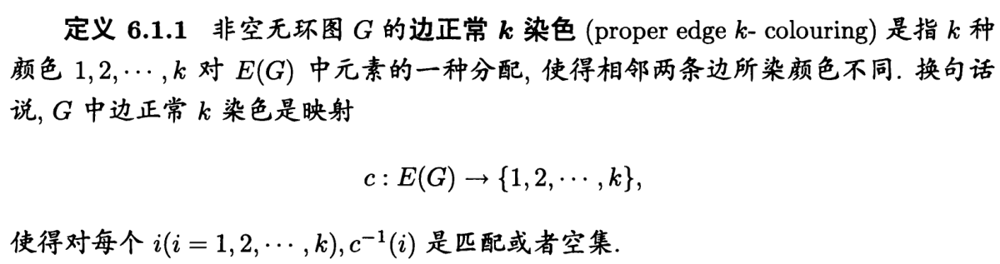 定义 6.1.1 非空无环图 G 的边正常 k 染色 (proper edge k- colouring) 是指 k 种
颜色 1, 2, ··· , k 对 E(G) 中元素的一种分配, 使得相邻两条边所染颜色不同. 换句话
说, G 中边正常 k 染色是映射
c : E(G) → {1, 2, ··· , k},
使得对每个 i(i = 1, 2, ··· , k), c⁻¹(i) 是匹配或者空集.